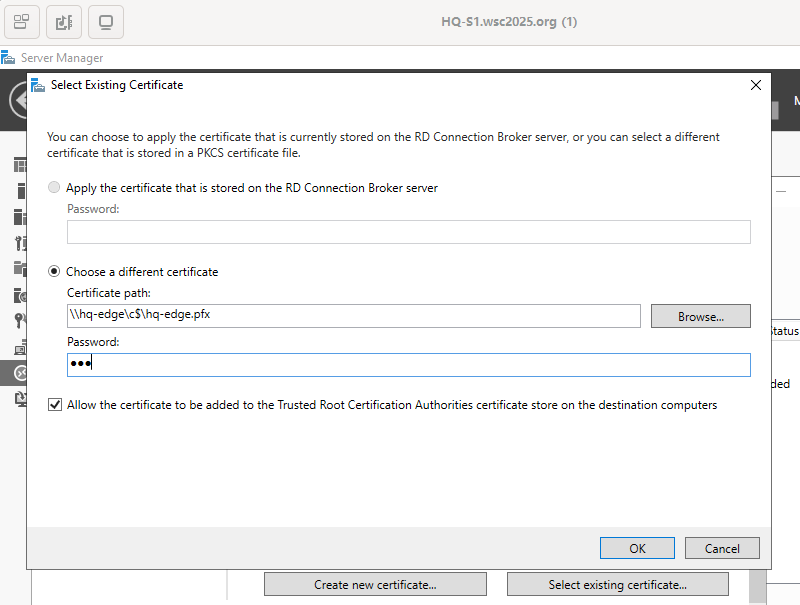 HQ-S1.wsc2025.org (1)
Server Manager
Select Existing Certificate
You can choose to apply the certificate that is currently stored on the RD Connection Broker server, or you can select a different
certificate that is stored in a PKCS certificate file.
Apply the certificate that is stored on the RD Connection Broker server
Password:
Choose a different certificate
Certificate path:
\\hq-edge\c$\hq-edge.pfx
Browse...
Password:
•••
Allow the certificate to be added to the Trusted Root Certification Authorities certificate store on the destination computers
OK
Cancel
Create new certificate...
Select existing certificate...
M
tatus
ded